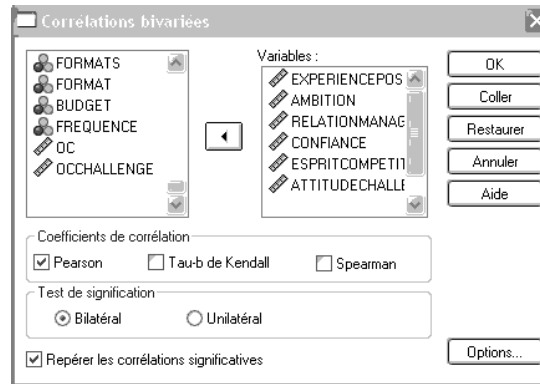 Corrélations bivariées
FORMATS
FORMAT
BUDGET
FREQUENCE
OC
OCCHALLENGE
Variables :
EXPERIENCEPOS
AMBITION
RELATIONMANAG
CONFIANCE
ESPRITCOMPETIT
ATTITUDECHALLE
OK
Coller
Restaurer
Annuler
Aide
Coefficients de corrélation
Pearson Tau-b de Kendall Spearman
Test de signification
Bilatéral Unilatéral
Repérer les corrélations significatives
Options...